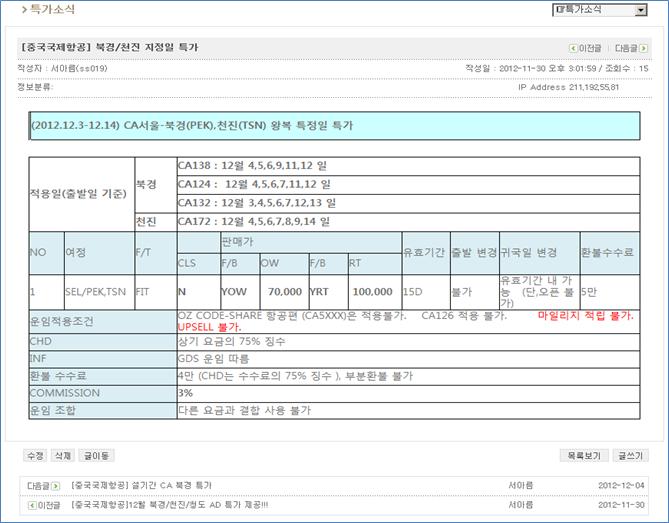 > 특가소식
☞특가소식
[중국국제항공] 북경/천진 지정일 특가
이전글 | 다음글
작성자 : 서아름(ss019)
작성일 : 2012-11-30 오후 3:01:59 / 조회수 : 15
정보분류:
IP Address 211,192,55,81
(2012.12.3-12.14) CA서울-북경(PEK),천진(TSN) 왕복 특정일 특가
적용일(출발일 기준)
북경
CA138 : 12월 4,5,6,9,11,12 일
CA124 : 12월 4,5,6,7,11,12 일
CA132 : 12월 3,4,5,6,7,12,13 일
천진
CA172 : 12월 4,5,6,7,8,9,14 일
NO 여정 F/T 판매가 유효기간 출발 변경 귀국일 변경 환불수수료
CLS F/B OW F/B RT
1 SEL/PEK,TSN FIT N YOW 70,000 YRT 100,000 15D 불가 유효기간 내 가능 (단,오픈 불가) 5만
운임적용조건 OZ CODE-SHARE 항공편 (CA5XXX)은 적용불가. CA126 적용 불가. 마일리지 적립 불가.
UPSELL 불가.
CHD 상기 요금의 75% 징수
INF GDS 운임 따름
환불 수수료 4만 (CHD는 수수료의 75% 징수 ), 부분환불 불가
COMMISSION 3%
운임 조합 다른 요금과 결합 사용 불가
수정 삭제 글이동 목록보기 글쓰기
다음글 [중국국제항공] 설기간 CA 북경 특가 서아름 2012-12-04
이전글 [중국국제항공]12월 북경/천진/청도 AD 특가 제공!!! 서아름 2012-11-30